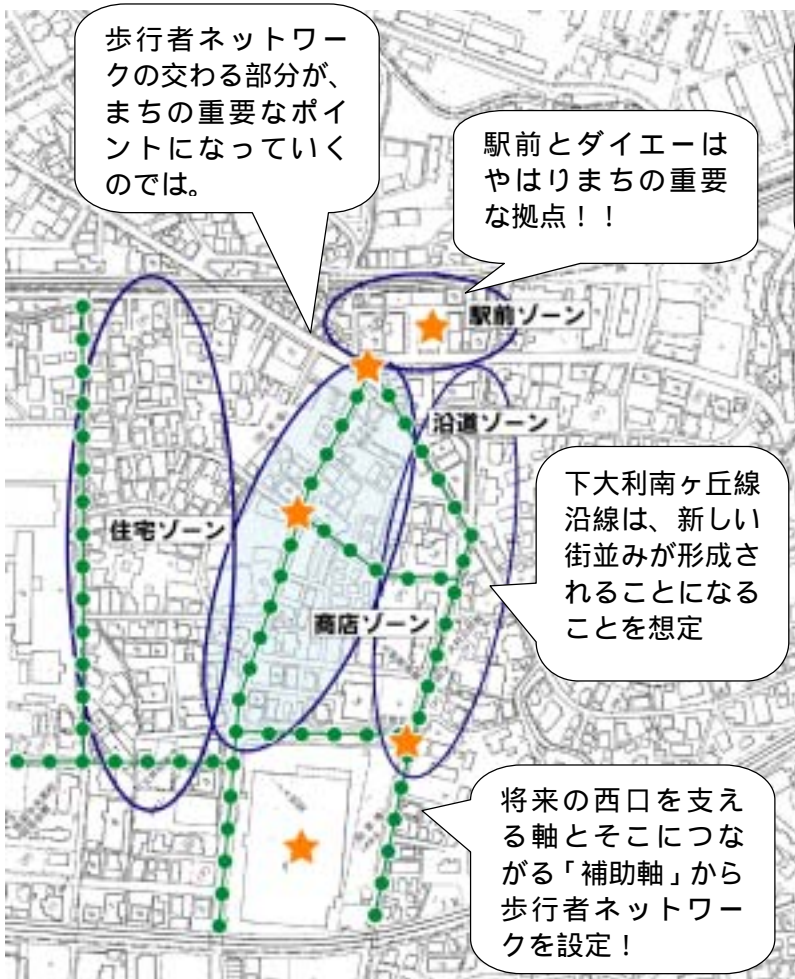 歩行者ネットワー
クの交わる部分が、
まちの重要なポイ
ントになっていく
のでは。
駅前とダイエーは
やはりまちの重要
な拠点！！
駅前ゾーン
沿道ゾーン
下大利南ヶ丘線
沿線は、新しい
街並みが形成さ
れることになる
ことを想定
住宅ゾーン
商店ゾーン
将来の西口を支え
る軸とそこにつな
がる「補助軸」から
歩行者ネットワー
クを設定！